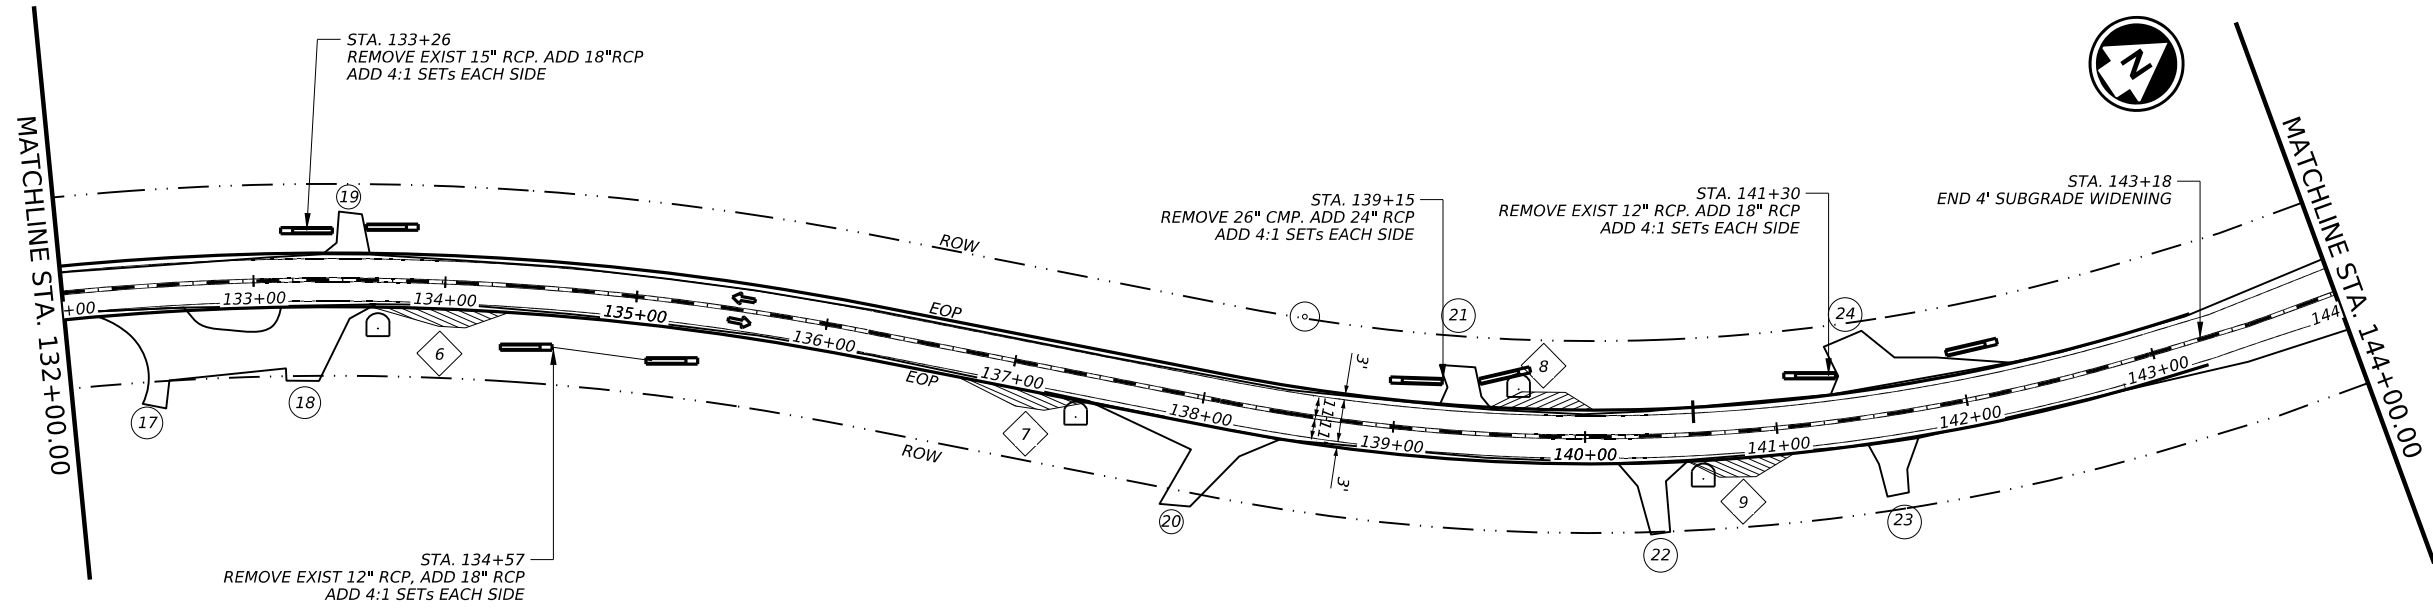 STA. 133+26
REMOVE EXIST 15" RCP. ADD 18"RCP
ADD 4:1 SETs EACH SIDE
N
MATCHLINE STA. 132+00.00
MATCHLINE STA. 144+00.00
STA. 139+15
REMOVE 26" CMP. ADD 24" RCP
ADD 4:1 SETs EACH SIDE
STA. 141+30
REMOVE EXIST 12" RCP. ADD 18" RCP
ADD 4:1 SETs EACH SIDE
STA. 143+18
END 4' SUBGRADE WIDENING
19
ROW
21
24
8
EOP
+00
133+00
134+00
135+00
136+00
137+00
138+00
139+00
140+00
141+00
142+00
143+00
144
3'
11'
11'
3'
6
EOP
7
ROW
9
17
18
20
22
23
STA. 134+57
REMOVE EXIST 12" RCP, ADD 18" RCP
ADD 4:1 SETs EACH SIDE